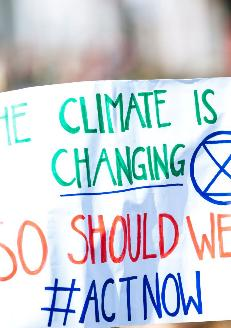 HE CLIMATE IS
CHANGING
SO SHOULD WE
#ACTNOW